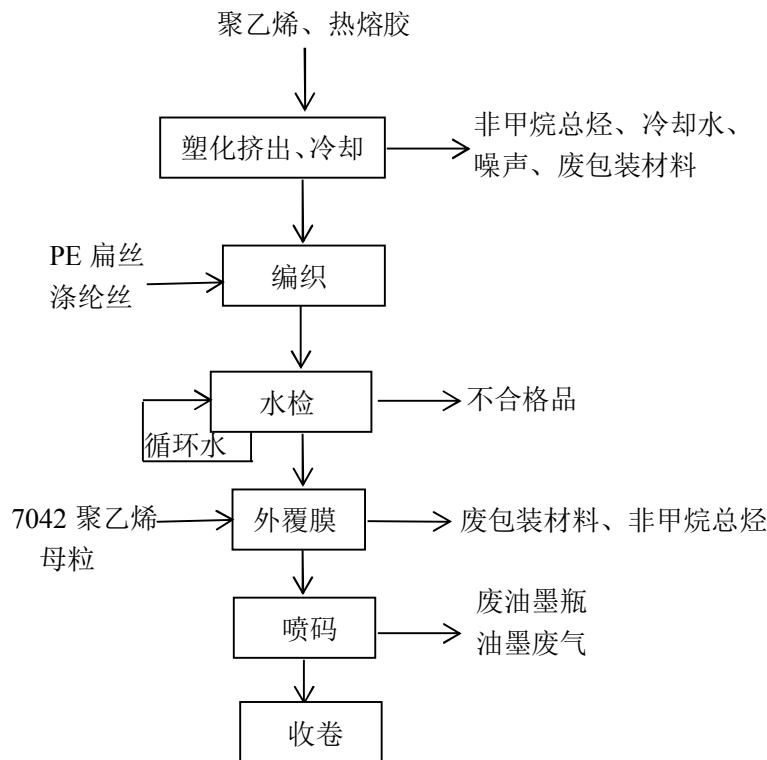 聚乙烯、热熔胶
塑化挤出、冷却
非甲烷总烃、冷却水、
噪声、废包装材料
PE 扁丝
涤纶丝
编织
水检
不合格品
循环水
7042 聚乙烯
母粒
外覆膜
废包装材料、非甲烷总烃
喷码
废油墨瓶
油墨废气
收卷